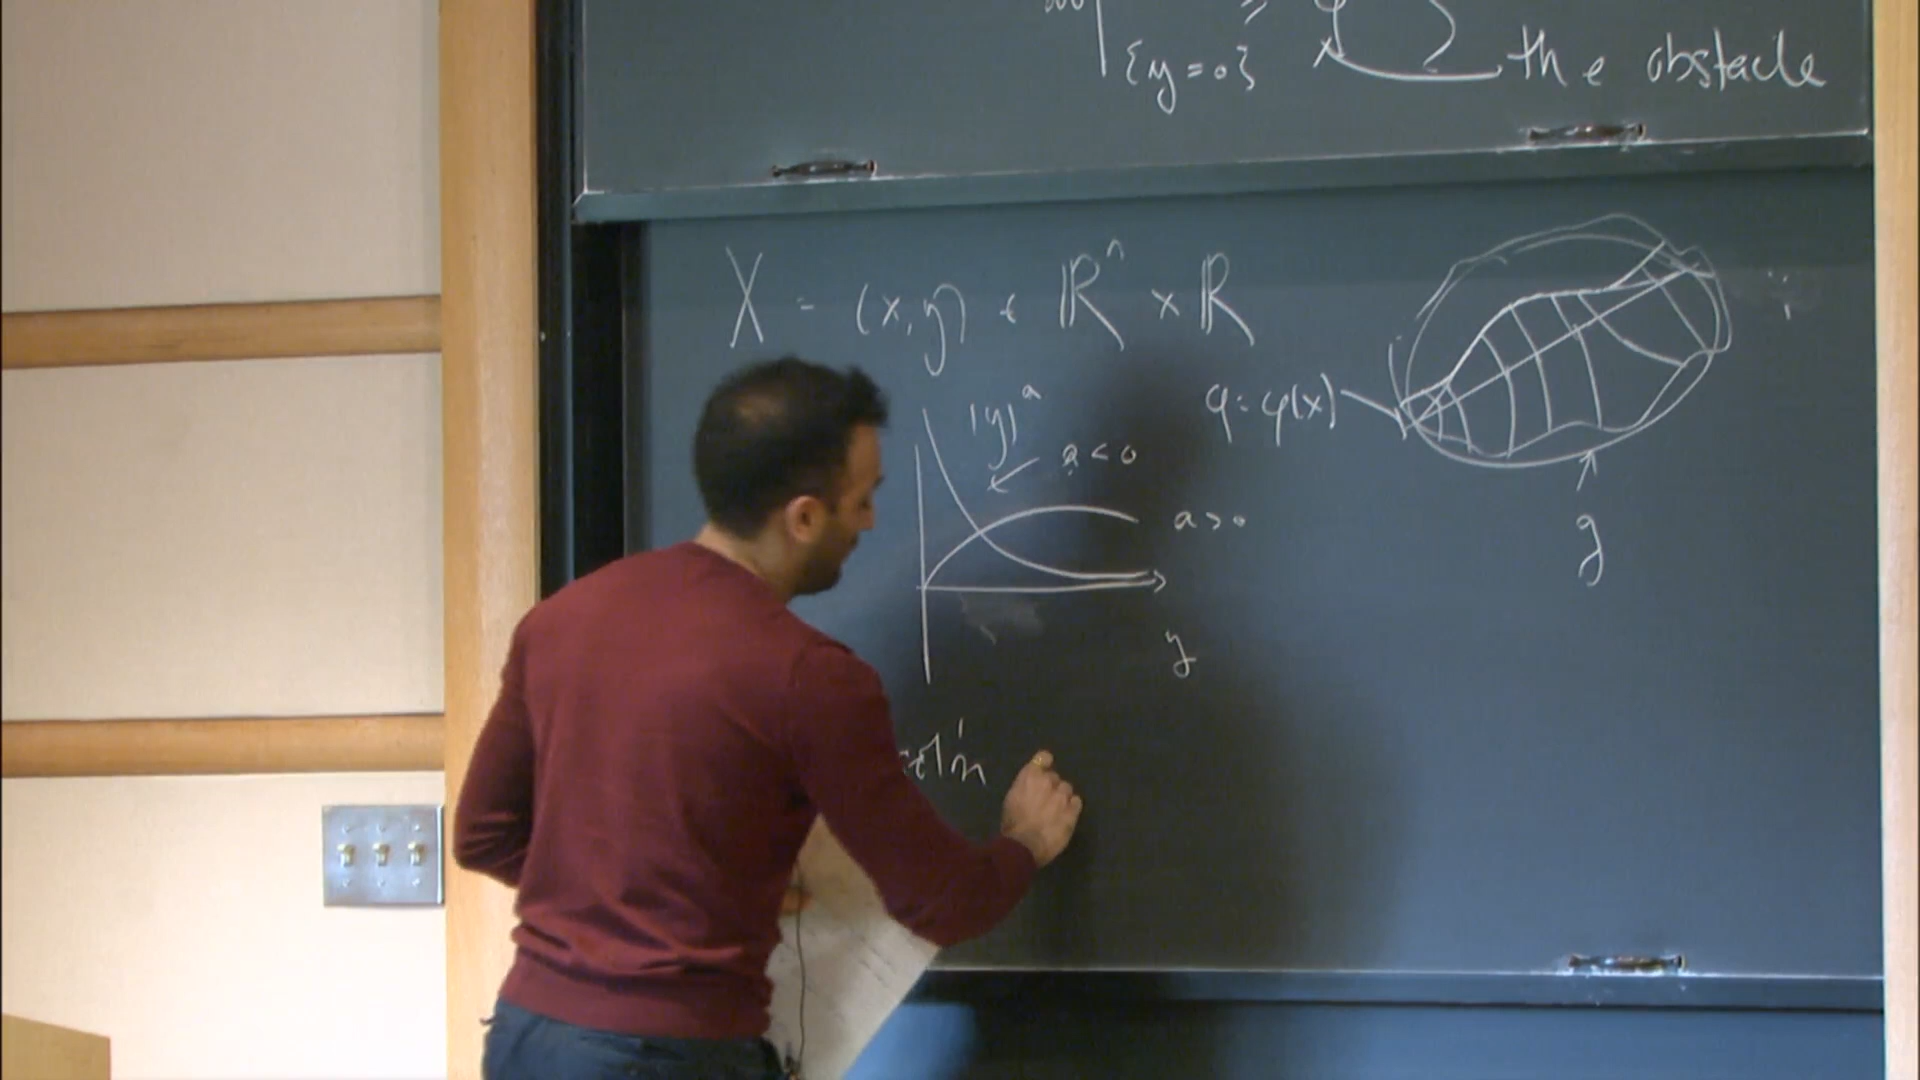 {y=0} the obstacle
X = (x,y) ∈ ℝⁿ × ℝ
|y|ᵃ
a < 0
φ = φ(x)
a > 0
g
y